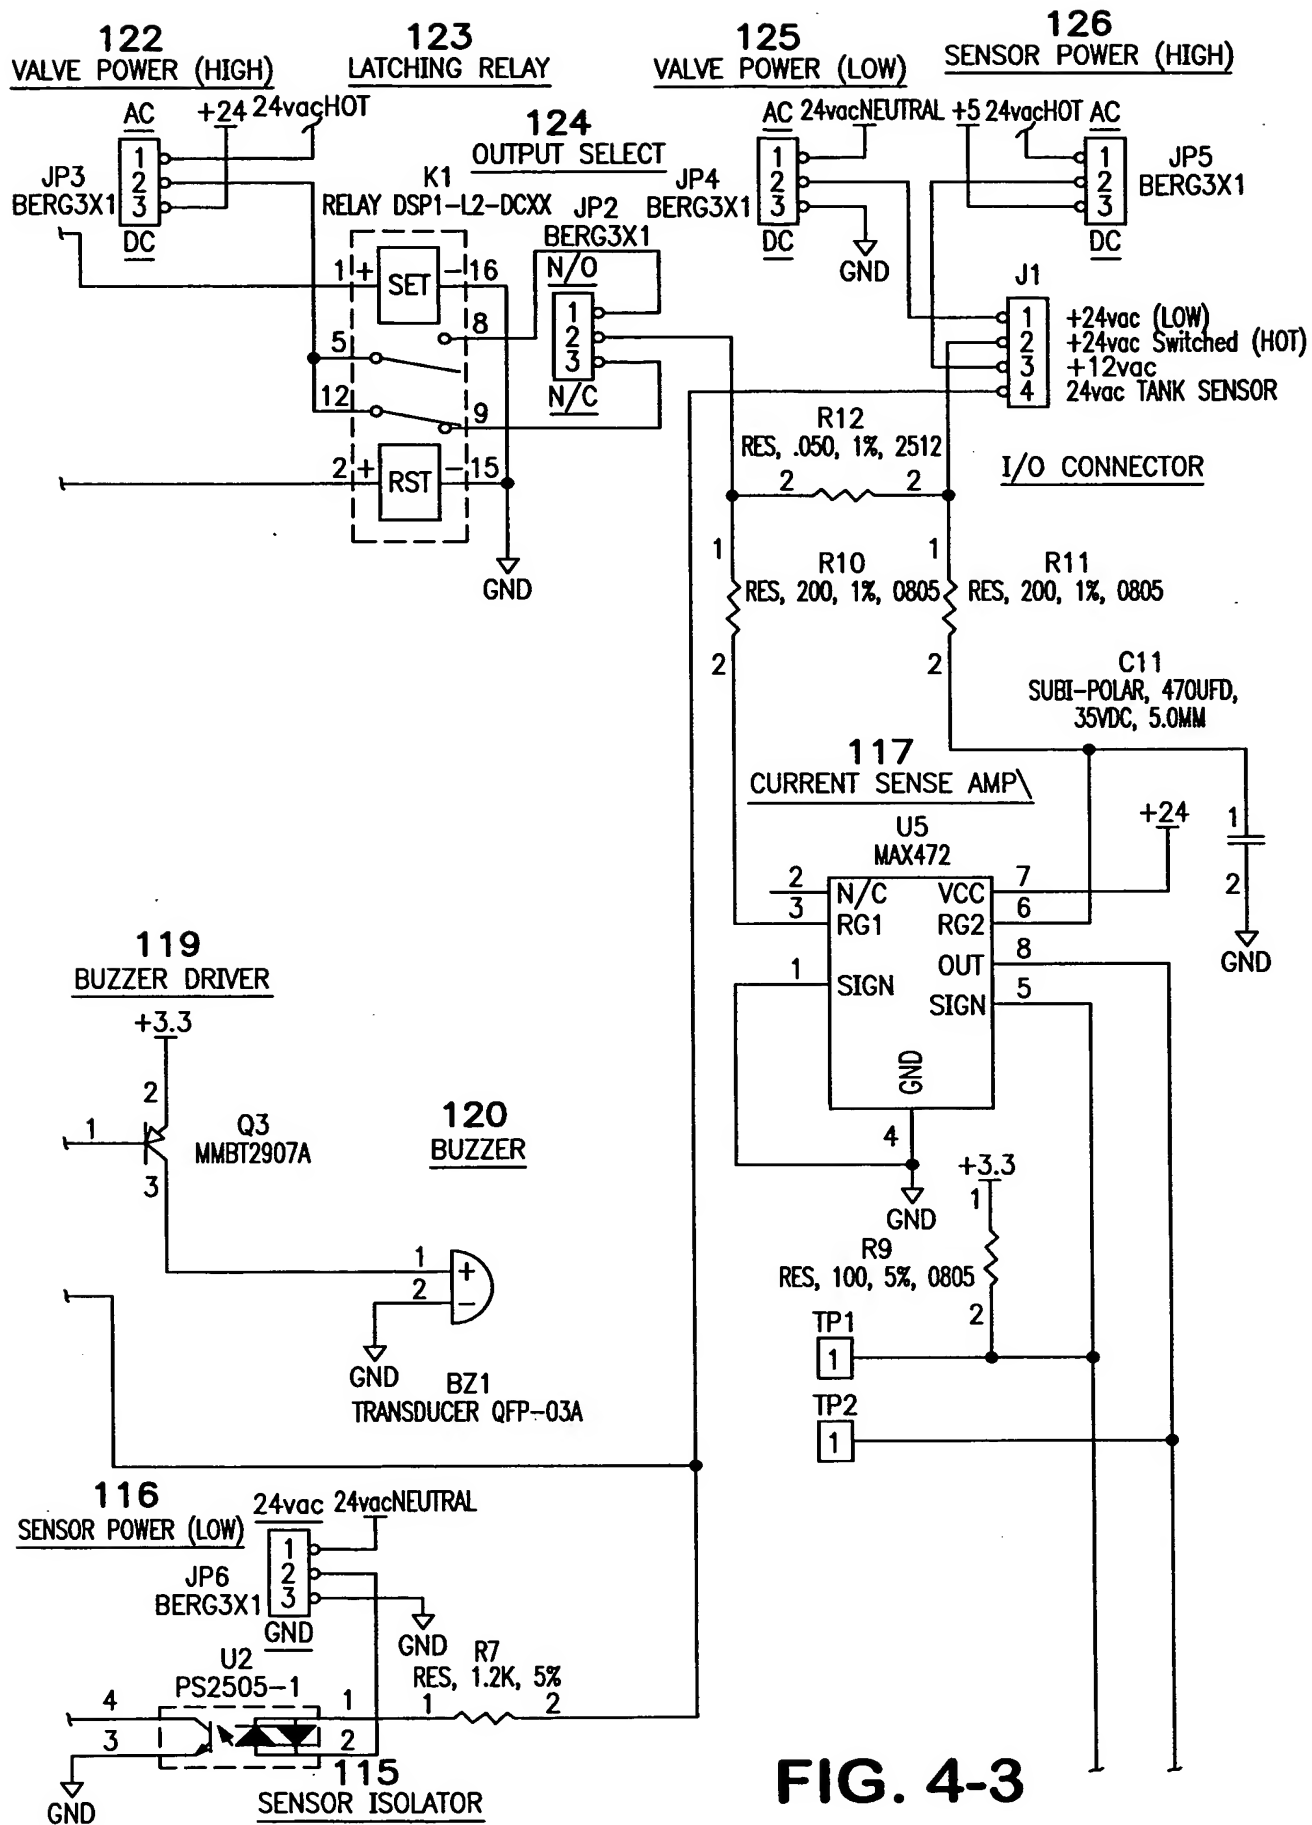 122
VALVE POWER (HIGH)
AC
+24 24vacHOT
1
2
3
JP3
BERG3X1
DC
123
LATCHING RELAY
K1
RELAY DSP1-L2-DCXX
1 + SET - 16
8
5
12
9
2 + RST - 15
GND
124
OUTPUT SELECT
JP2
BERG3X1
N/O
1
2
3
N/C
125
VALVE POWER (LOW)
AC 24vacNEUTRAL
JP4
BERG3X1
1
2
3
DC
GND
126
SENSOR POWER (HIGH)
+5 24vacHOT AC
1
2
3
JP5
BERG3X1
DC
J1
1 +24vac (LOW)
2 +24vac Switched (HOT)
3 +12vac
4 24vac TANK SENSOR
I/O CONNECTOR
R12
RES, .050, 1%, 2512
2 2
1
R10
RES, 200, 1%, 0805
2
1
R11
RES, 200, 1%, 0805
2
C11
SUBI-POLAR, 470UFD,
35VDC, 5.0MM
1
2
GND
117
CURRENT SENSE AMP\
+24
U5
MAX472
2 N/C VCC 7
3 RG1 RG2 6
OUT 8
1 SIGN
SIGN 5
GND
4
GND
+3.3
1
R9
RES, 100, 5%, 0805
2
TP1
1
TP2
1
119
BUZZER DRIVER
+3.3
2
1
Q3
MMBT2907A
3
120
BUZZER
1 +
2 -
GND
BZ1
TRANSDUCER QFP-03A
116
SENSOR POWER (LOW)
24vac 24vacNEUTRAL
1
2
3
JP6
BERG3X1
GND
GND
U2
PS2505-1
R7
RES, 1.2K, 5%
4
1
1 2
3
2
GND
115
SENSOR ISOLATOR
FIG. 4-3